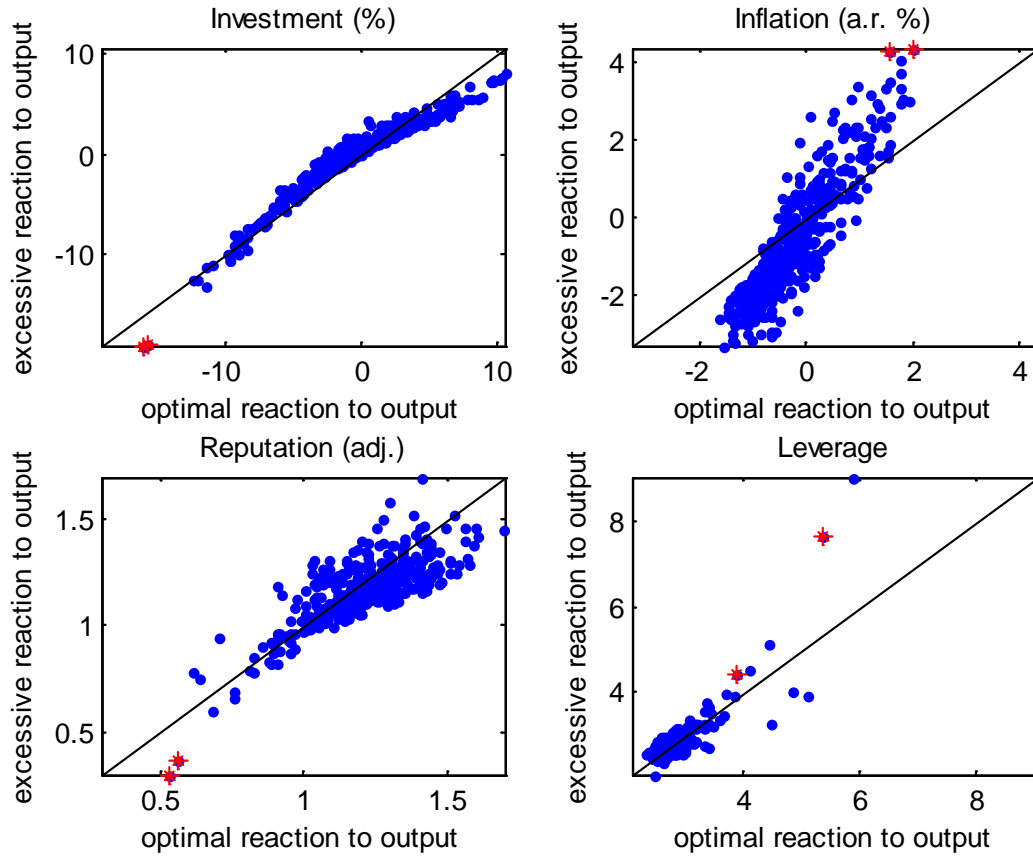 Investment (%)
excessive reaction to output
10
0
-10
-10
0
10
optimal reaction to output
Inflation (a.r. %)
excessive reaction to output
4
2
0
-2
-2
0
2
4
optimal reaction to output
Reputation (adj.)
excessive reaction to output
1.5
1
0.5
0.5
1
1.5
optimal reaction to output
Leverage
excessive reaction to output
8
6
4
4
6
8
optimal reaction to output